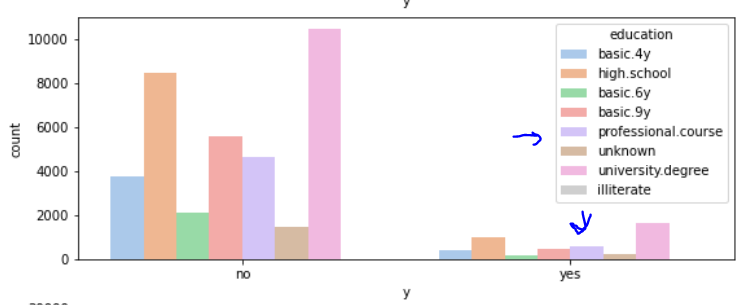 y
10000
8000
6000
4000
2000
0
count
education
basic.4y
high.school
basic.6y
basic.9y
professional.course
unknown
university.degree
illiterate
no yes
y